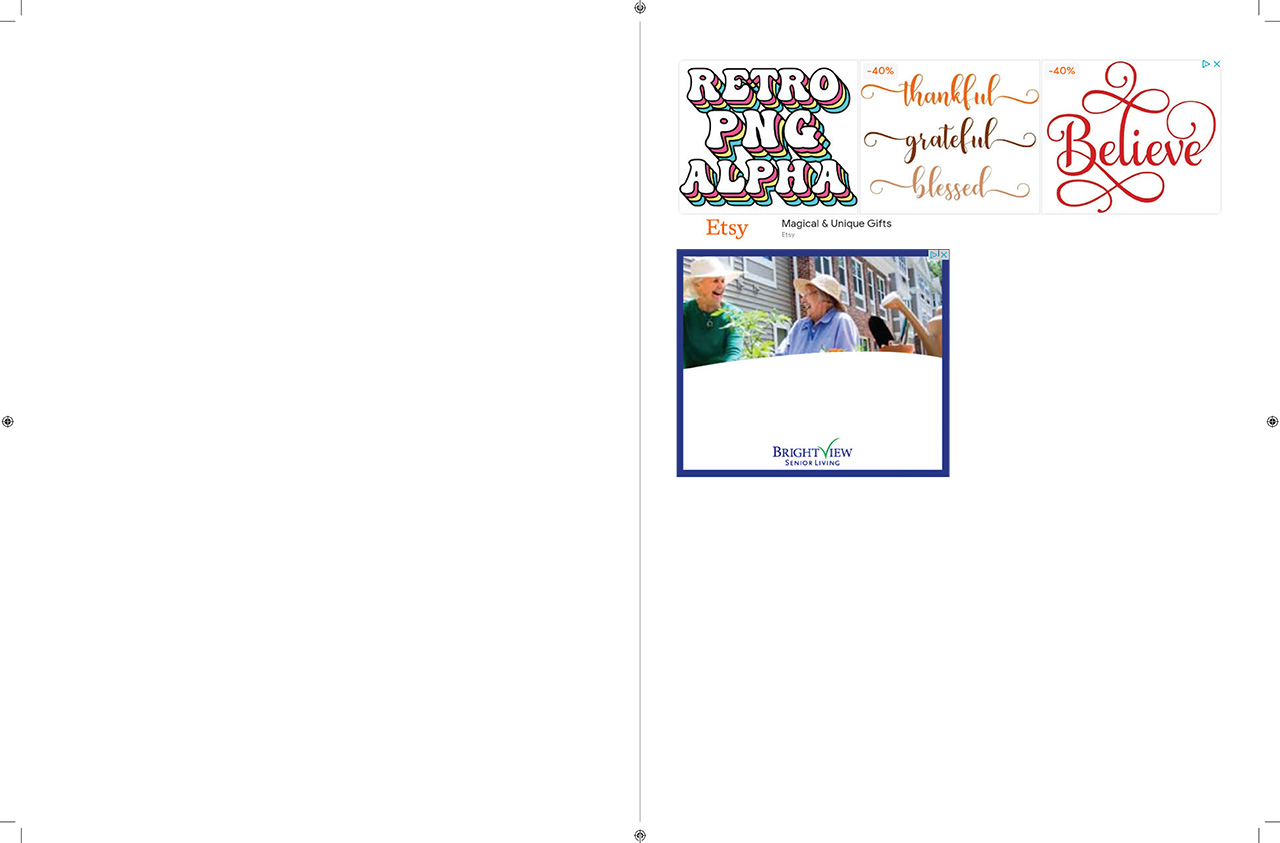 RETRO
PNG
ALPHA
-40%
thankful
grateful
blessed
-40%
Believe
Etsy
Magical & Unique Gifts
Etsy
BRIGHTVIEW
SENIOR LIVING